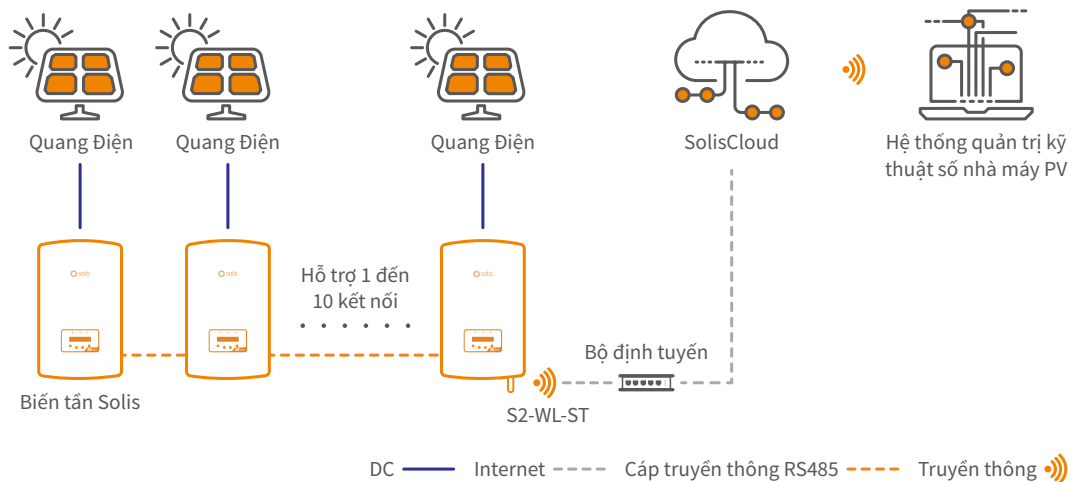 Quang Điện
Quang Điện
Quang Điện
SolisCloud
Hệ thống quản trị kỹ
thuật số nhà máy PV
solis
solis
solis
Hỗ trợ 1 đến
10 kết nối
Bộ định tuyến
Biến tần Solis
S2-WL-ST
DC
Internet
Cáp truyền thông RS485
Truyền thông